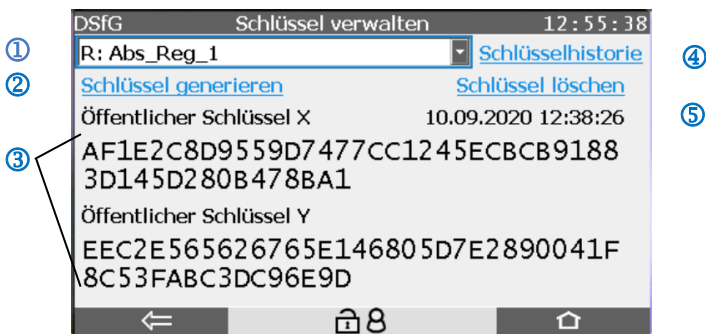 DSfG Schlüssel verwalten 12:55:38
① R: Abs_Reg_1 Schlüsselhistorie ④
② Schlüssel generieren Schlüssel löschen
Öffentlicher Schlüssel X 10.09.2020 12:38:26 ⑤
③ AF1E2C8D9559D7477CC1245ECBCB9188
3D145D280B478BA1
Öffentlicher Schlüssel Y
EEC2E565626765E146805D7E2890041F
8C53FABC3DC96E9D
8